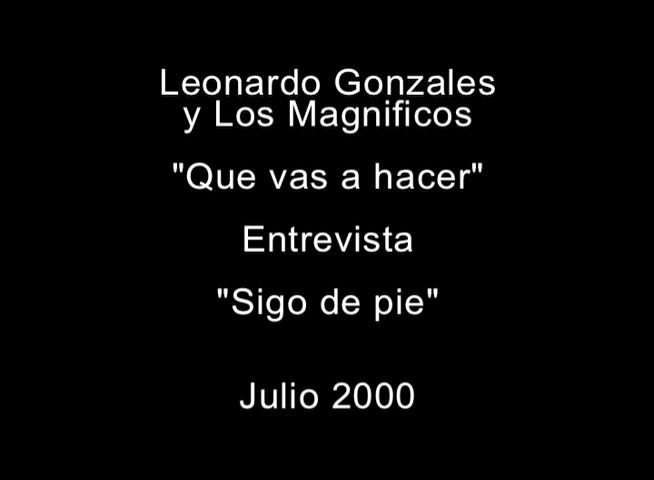 Leonardo Gonzales
y Los Magnificos
"Que vas a hacer"
Entrevista
"Sigo de pie"
Julio 2000